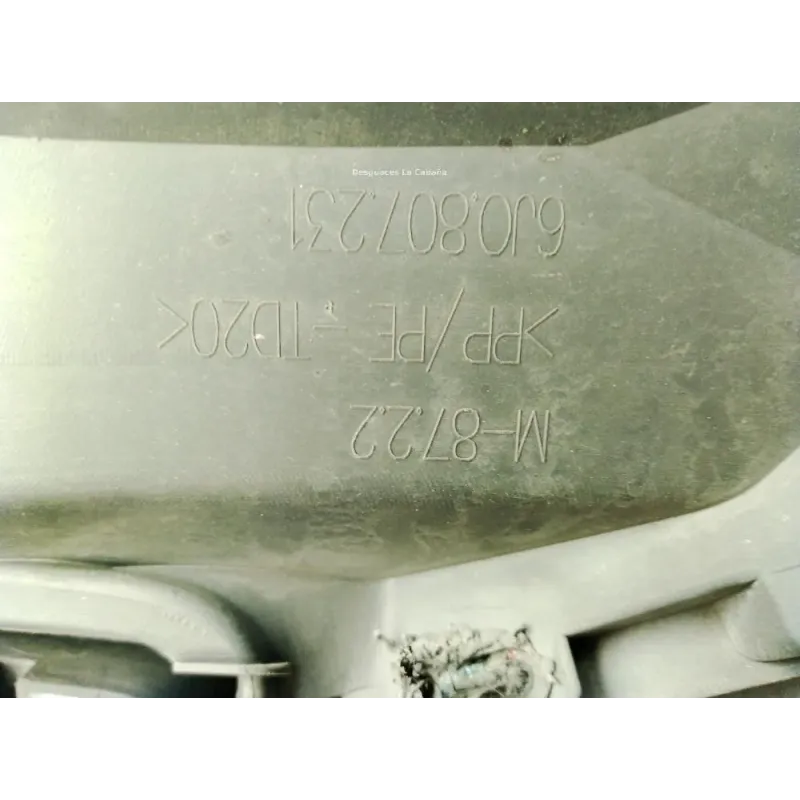 Desguaces La Cabaña
M-87.2.2
>PP/PE -TD20<
6J0.807.231